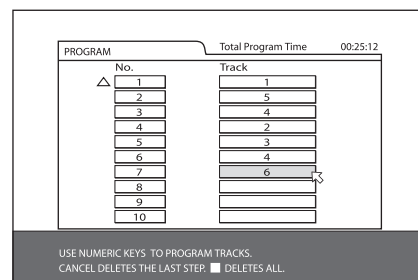 PROGRAM Total Program Time 00:25:12
No. Track
1 1
2 5
3 4
4 2
5 3
6 4
7 6
8
9
10
USE NUMERIC KEYS TO PROGRAM TRACKS.
CANCEL DELETES THE LAST STEP. DELETES ALL.